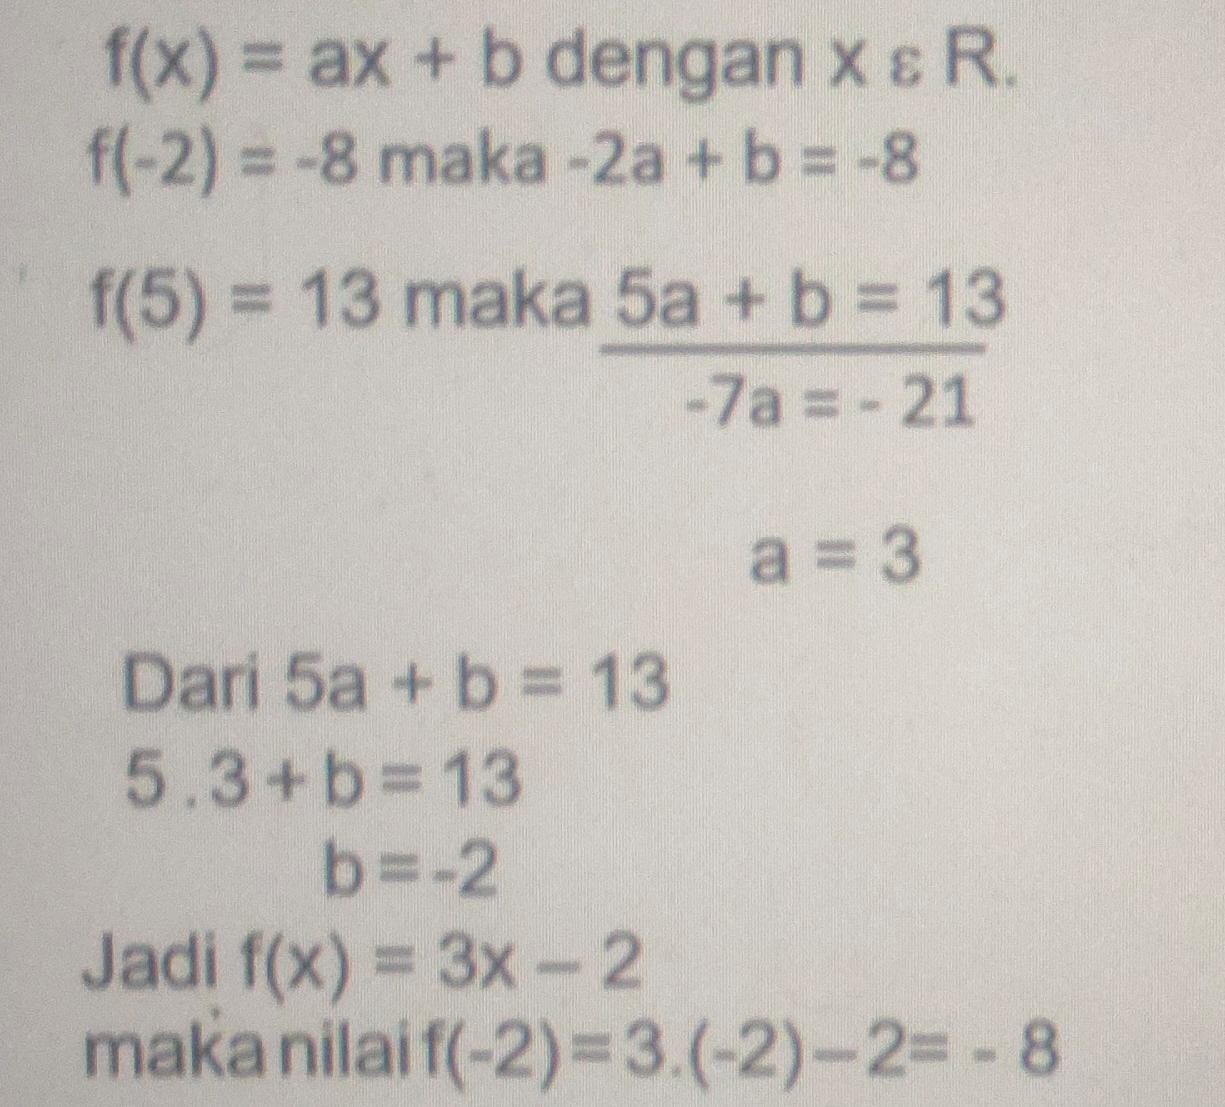 f(x) = ax + b dengan x ε R.
f(-2) = -8 maka -2a + b = -8
f(5) = 13 maka 5a + b = 13
-7a = - 21
a = 3
Dari 5a + b = 13
5 . 3 + b = 13
b = -2
Jadi f(x) = 3x – 2
maka nilai f(-2) = 3.(-2) – 2 = - 8